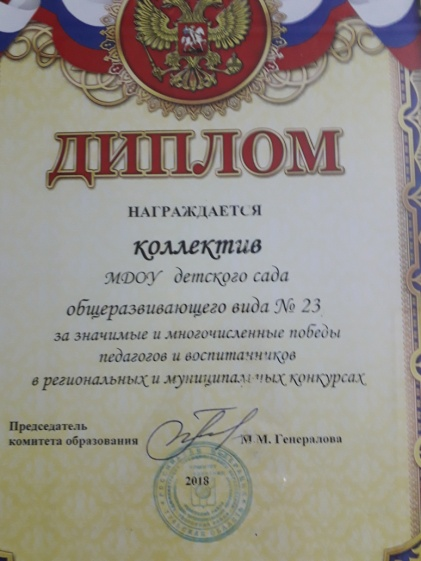 ДИПЛОМ
НАГРАЖДАЕТСЯ
коллектив
МДОУ детского сада
общеразвивающего вида № 23
за значимые и многочисленные победы
педагогов и воспитанников
в региональных и муниципальных конкурсах
Председатель
комитета образования М.М. Генералова
2018